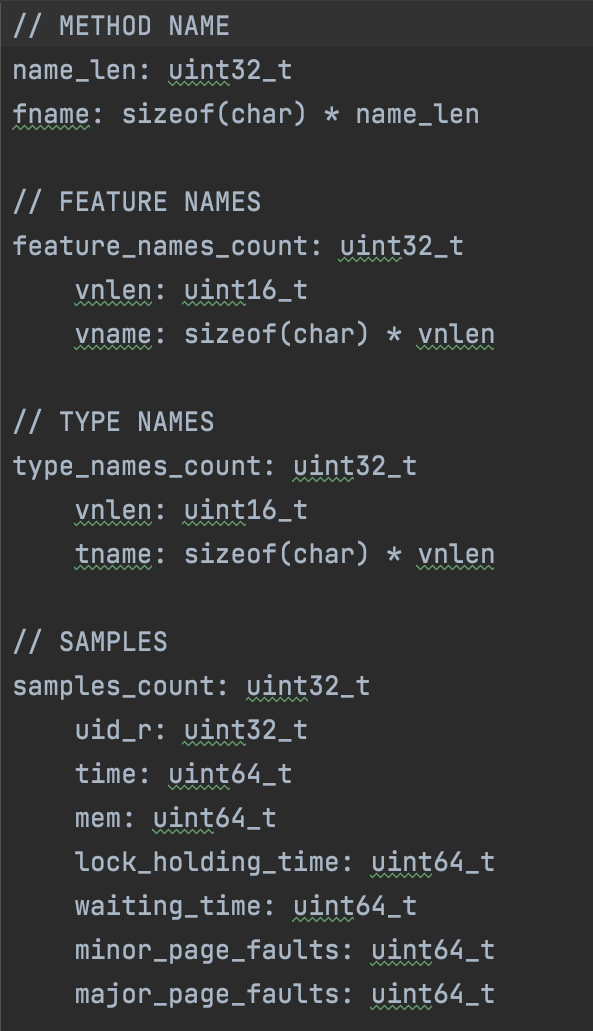 // METHOD NAME
name_len: uint32_t
fname: sizeof(char) * name_len
// FEATURE NAMES
feature_names_count: uint32_t
vnlen: uint16_t
vname: sizeof(char) * vnlen
// TYPE NAMES
type_names_count: uint32_t
vnlen: uint16_t
tname: sizeof(char) * vnlen
// SAMPLES
samples_count: uint32_t
uid_r: uint32_t
time: uint64_t
mem: uint64_t
lock_holding_time: uint64_t
waiting_time: uint64_t
minor_page_faults: uint64_t
major_page_faults: uint64_t